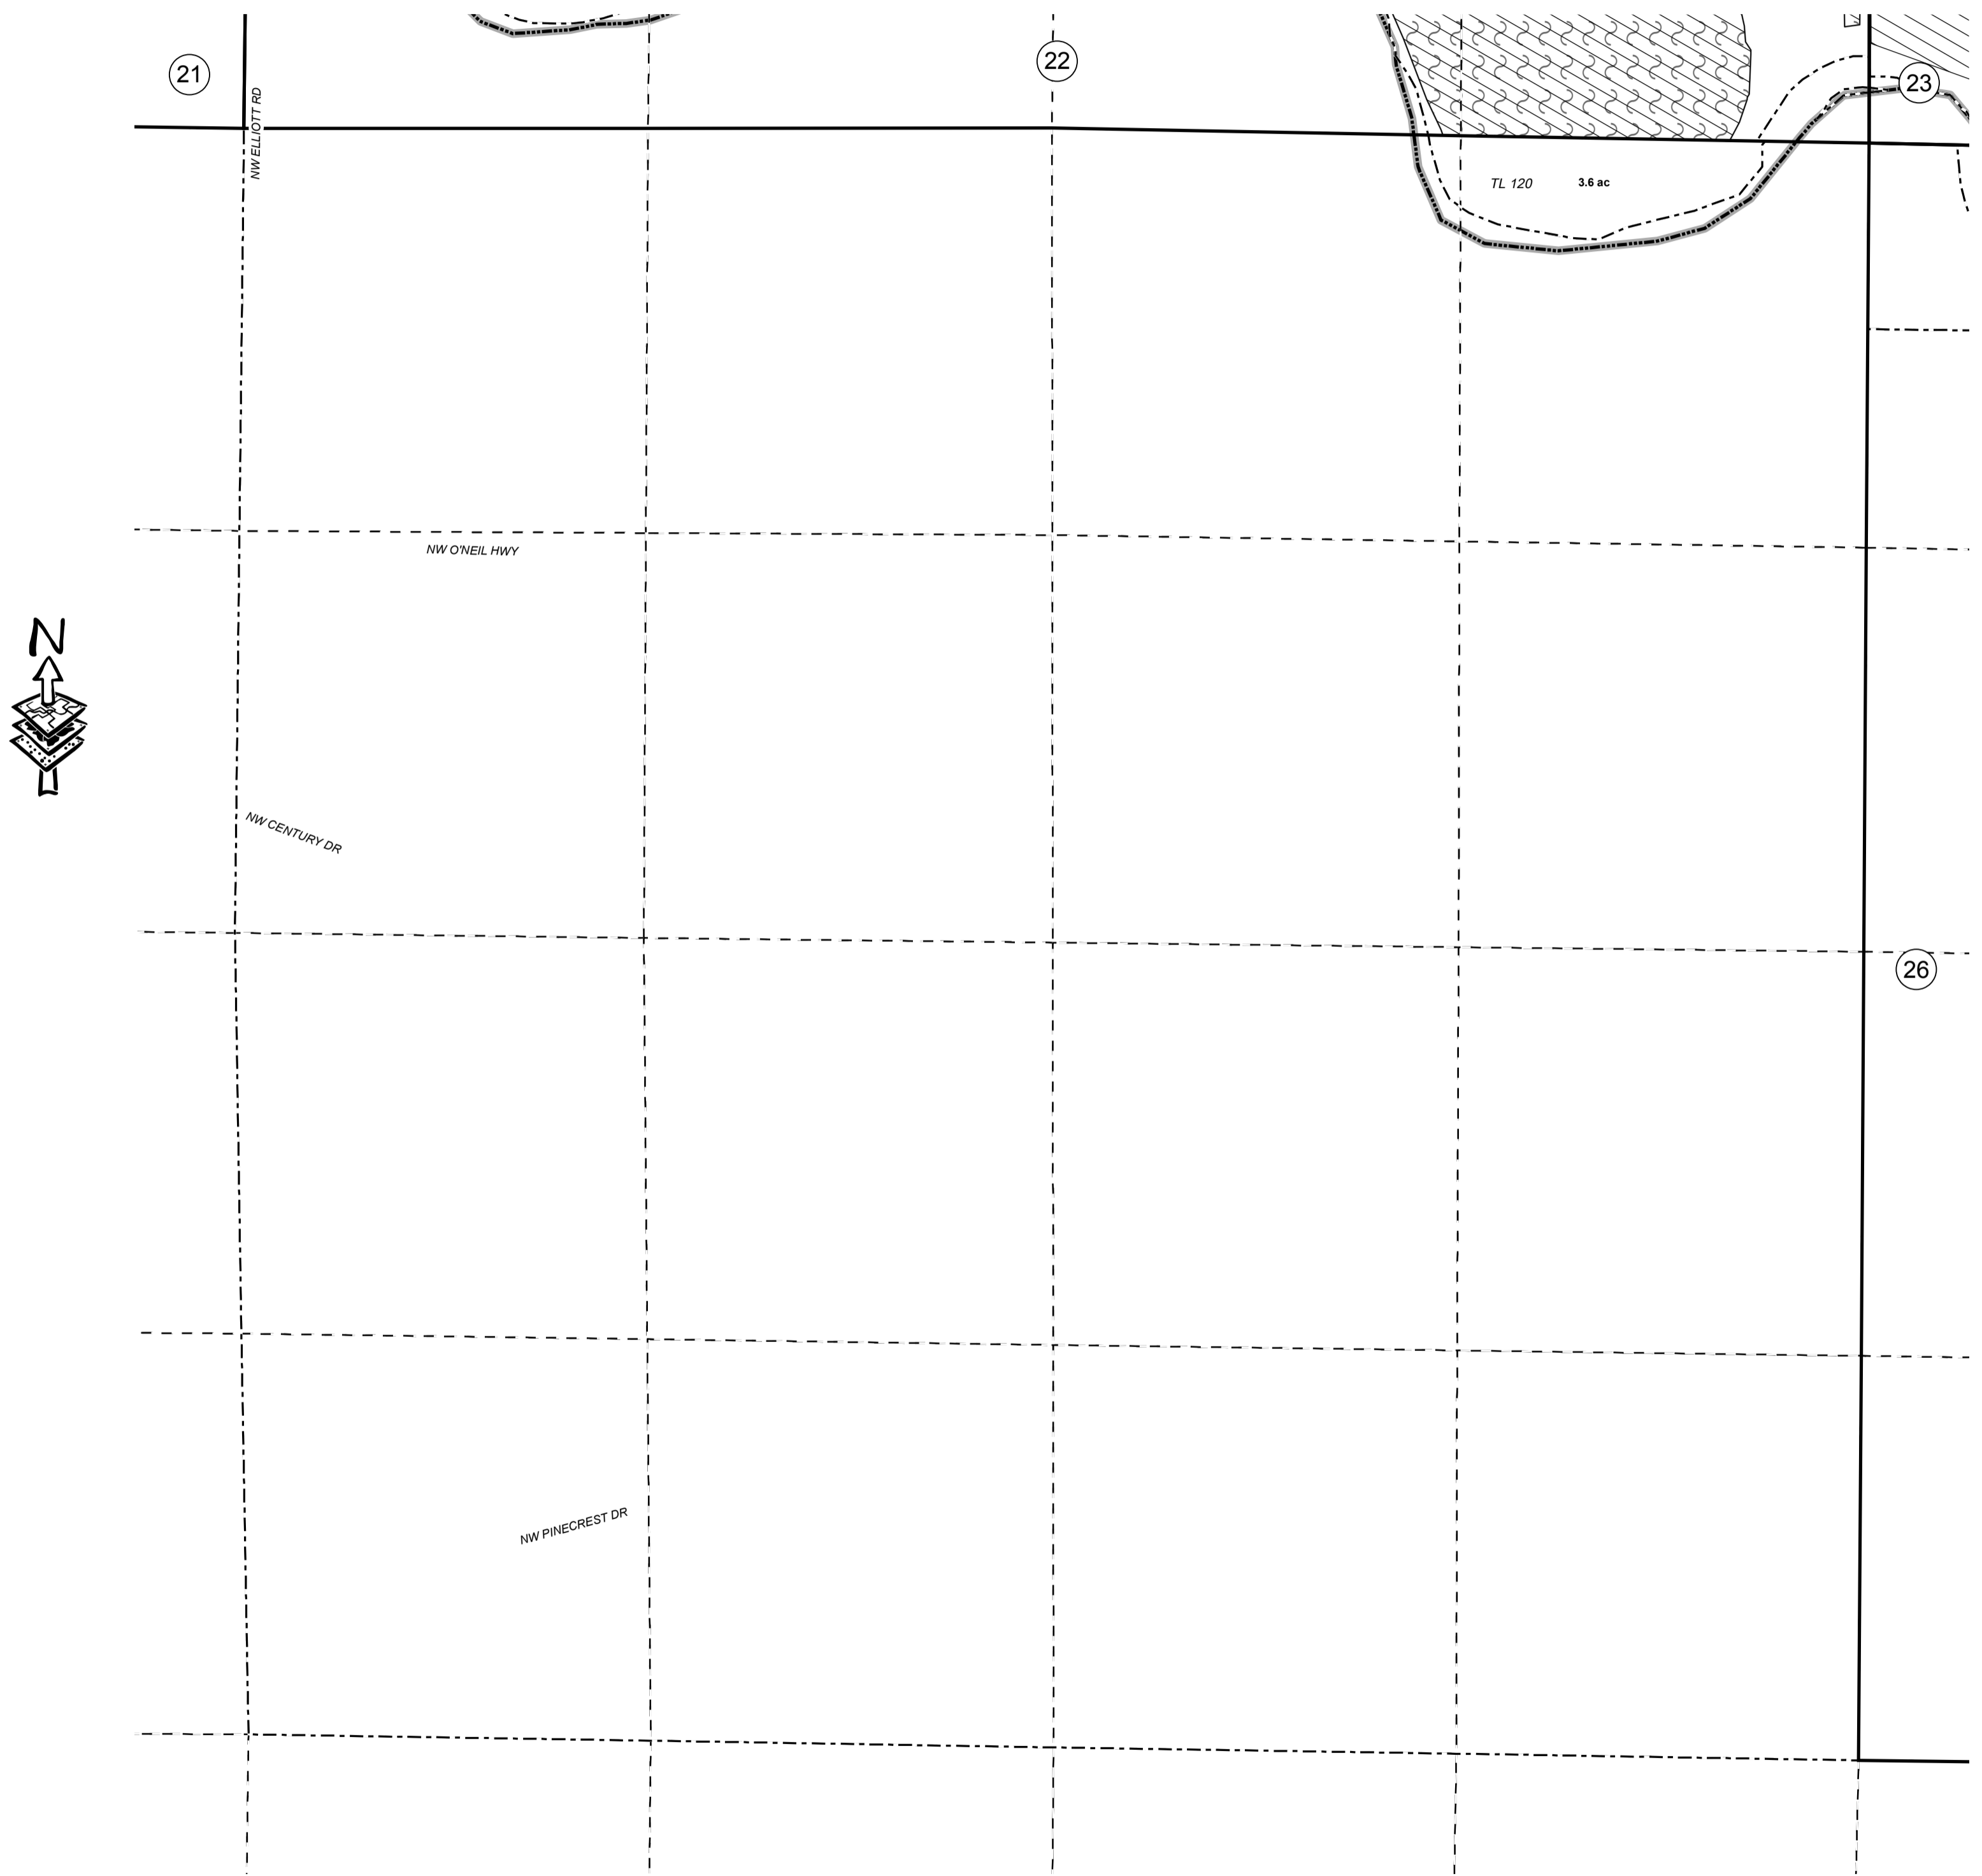 21
22
23
NW ELLIOTT RD
TL 120 3.6 ac
NW O'NEIL HWY
N
NW CENTURY DR
26
NW PINECREST DR